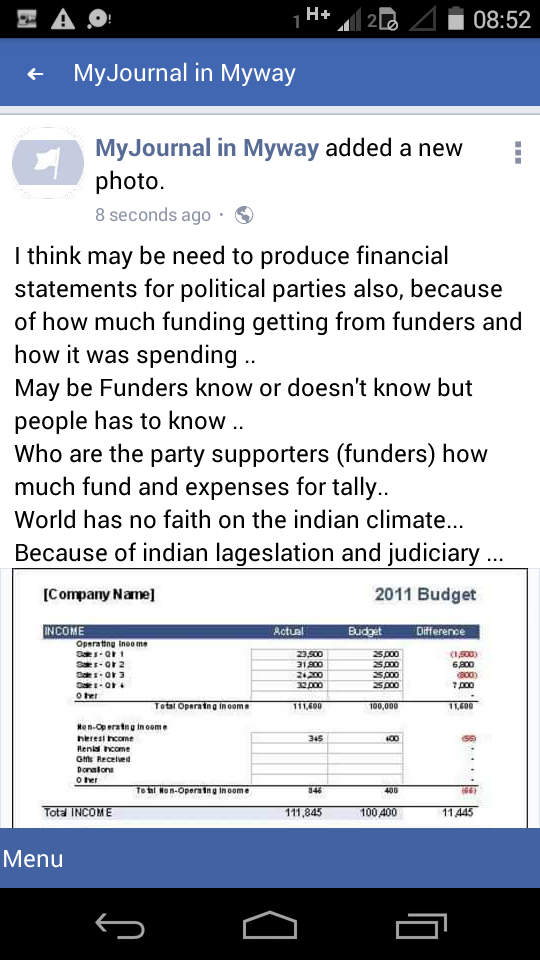 1 H+ 2 08:52
MyJournal in Myway
MyJournal in Myway added a new
photo.
8 seconds ago ·
I think may be need to produce financial
statements for political parties also, because
of how much funding getting from funders and
how it was spending ..
May be Funders know or doesn't know but
people has to know ..
Who are the party supporters (funders) how
much fund and expenses for tally..
World has no faith on the indian climate...
Because of indian lageslation and judiciary ...
[Company Name] 2011 Budget
INCOME Actual Budget Difference
Operating Income
Sales - Qtr 1 23,500 25,000 (1,500)
Sales - Qtr 2 31,800 25,000 6,800
Sales - Qtr 3 24,200 25,000 (800)
Sales - Qtr 4 32,000 25,000 7,000
Other -
Total Operating Income 111,500 100,000 11,500
Non-Operating Income
Interest Income 345 400 (55)
Rental Income -
Gifts Received -
Donations -
Other -
Total Non-Operating Income 345 400 (55)
Total INCOME 111,845 100,400 11,445
Menu